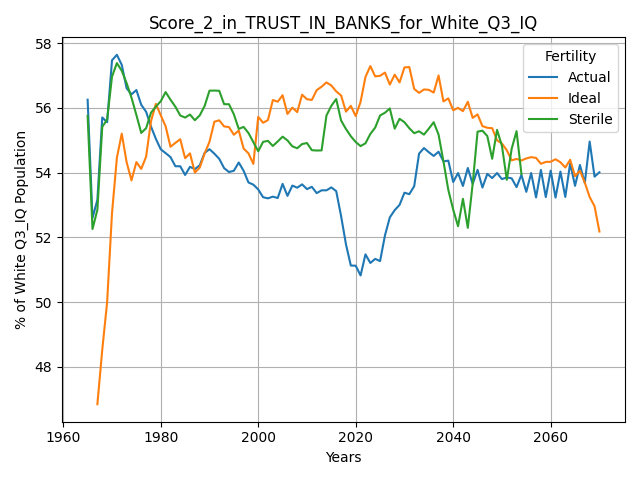 Score_2_in_TRUST_IN_BANKS_for_White_Q3_IQ
% of White Q3_IQ Population
58
56
54
52
50
48
Fertility
Actual
Ideal
Sterile
1960
1980
2000
2020
2040
2060
Years